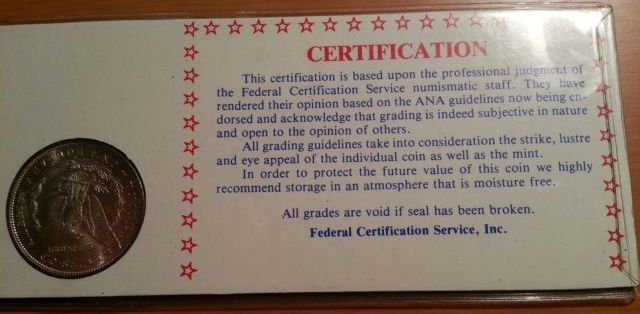 CERTIFICATION
This certification is based upon the professional judgment of
the Federal Certification Service numismatic staff. They have
rendered their opinion based on the ANA guidelines now being en-
dorsed and acknowledge that grading is indeed subjective in nature
and open to the opinion of others.
All grading guidelines take into consideration the strike, lustre
and eye appeal of the individual coin as well as the mint.
In order to protect the future value of this coin we highly
recommend storage in an atmosphere that is moisture free.
All grades are void if seal has been broken.
Federal Certification Service, Inc.